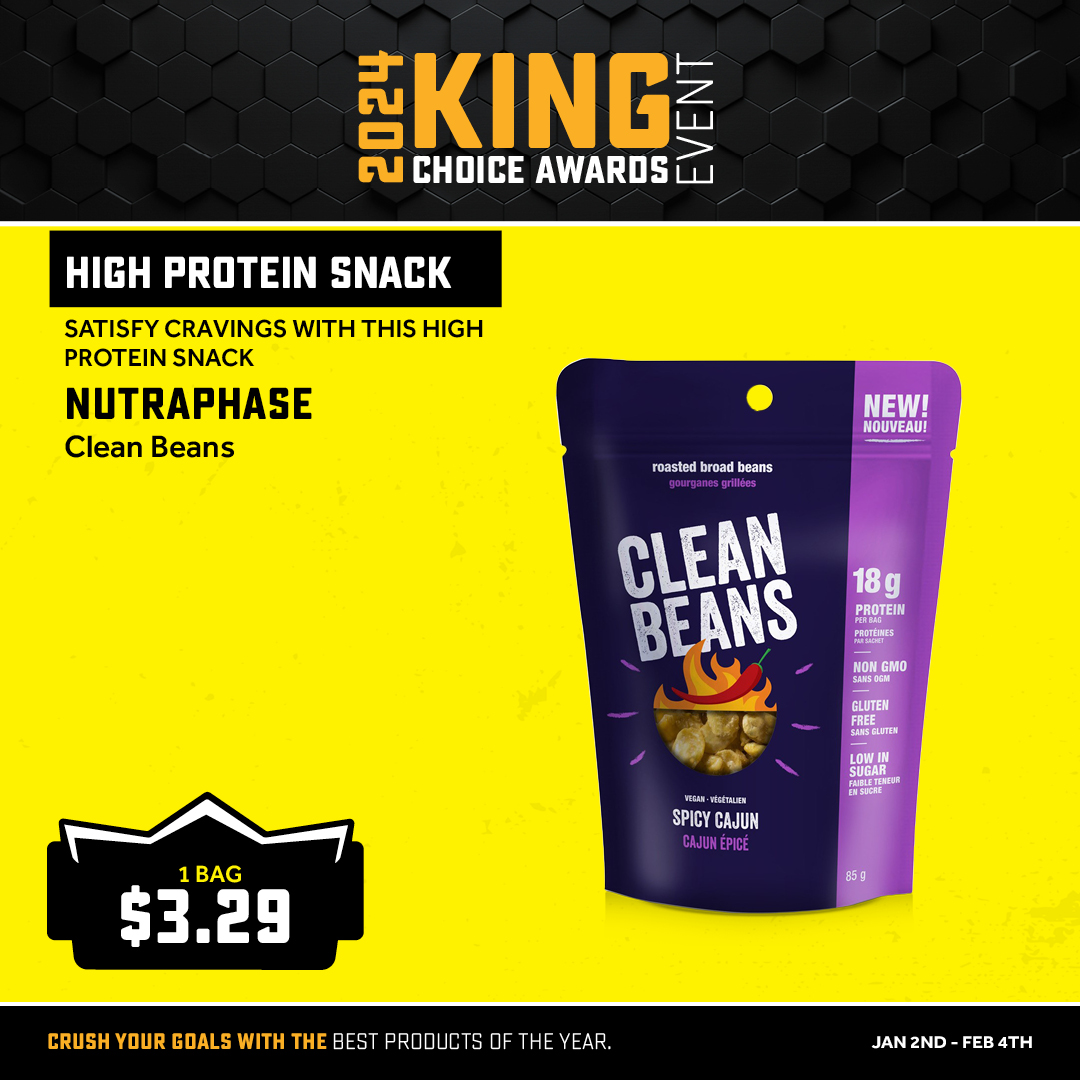 2024
KING
CHOICE AWARDS
EVENT
HIGH PROTEIN SNACK
SATISFY CRAVINGS WITH THIS HIGH
PROTEIN SNACK
NUTRAPHASE
Clean Beans
NEW!
NOUVEAU!
roasted broad beans
gourganes grillées
CLEAN
BEANS
18 g
PROTEIN
PER BAG
PROTÉINES
PAR SACHET
NON GMO
SANS OGM
GLUTEN
FREE
SANS GLUTEN
LOW IN
SUGAR
FAIBLE TENEUR
EN SUCRE
VEGAN · VÉGÉTALIEN
SPICY CAJUN
CAJUN ÉPICÉ
85 g
1 BAG
$3.29
CRUSH YOUR GOALS WITH THE BEST PRODUCTS OF THE YEAR.
JAN 2ND - FEB 4TH